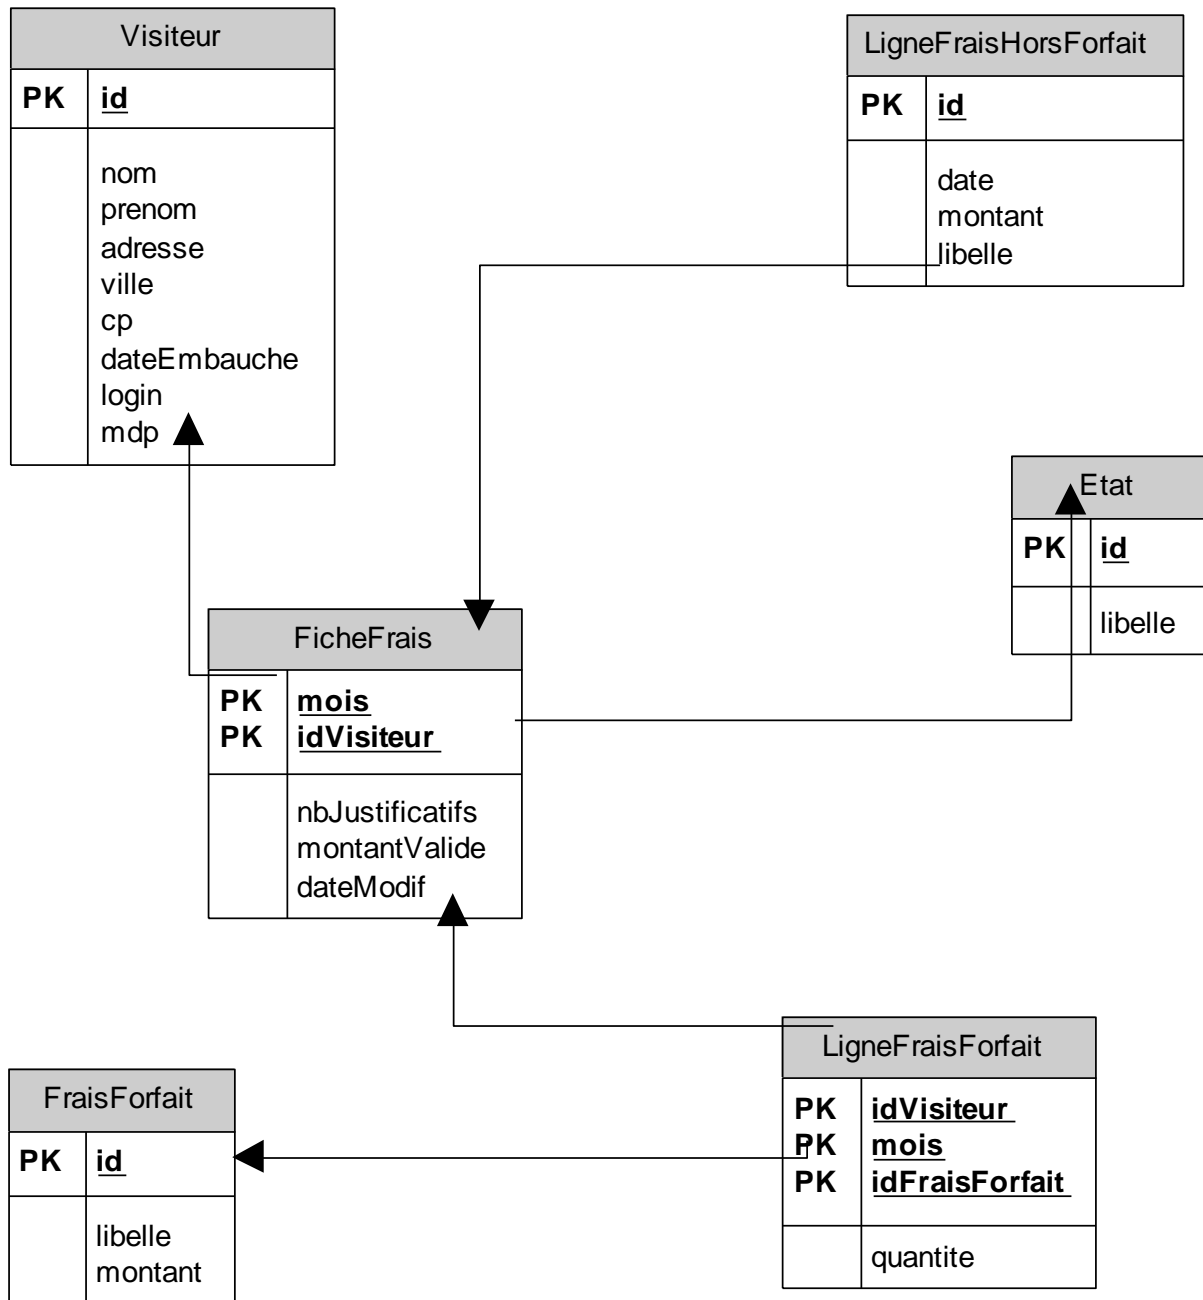 Visiteur
PK id
nom
prenom
adresse
ville
cp
dateEmbauche
login
mdp
LigneFraisHorsForfait
PK id
date
montant
libelle
Etat
PK id
libelle
FicheFrais
PK mois
PK idVisiteur
nbJustificatifs
montantValide
dateModif
LigneFraisForfait
PK idVisiteur
PK mois
PK idFraisForfait
quantite
FraisForfait
PK id
libelle
montant